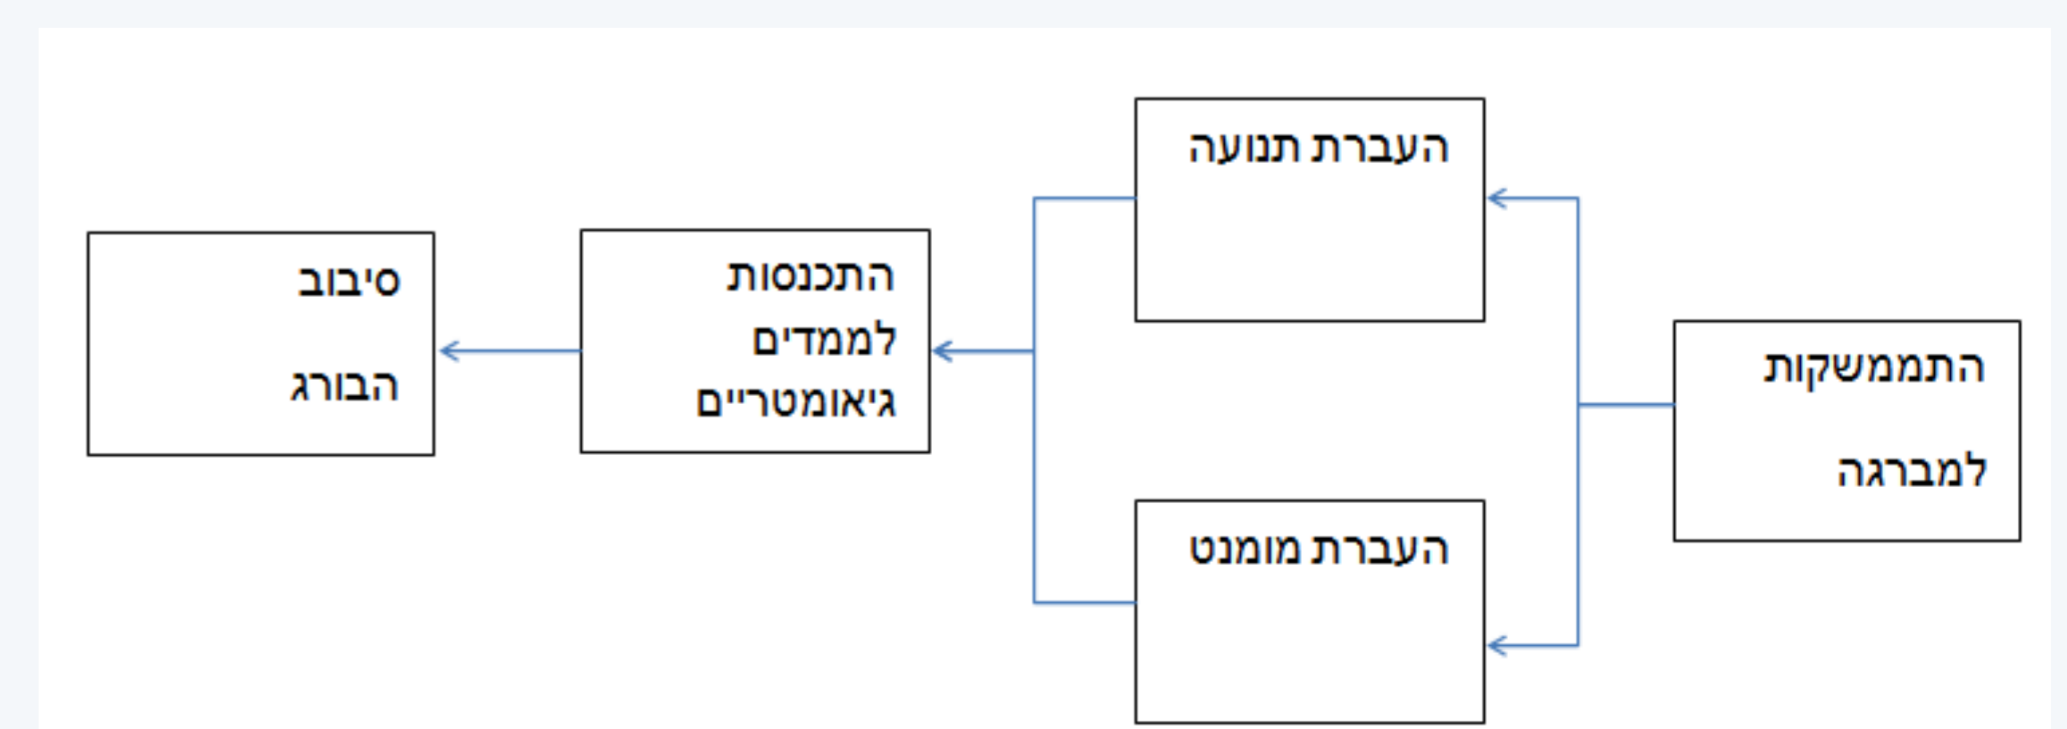 התממשקות
למברגה
העברת תנועה
העברת מומנט
התכנסות
לממדים
גיאומטריים
סיבוב
הבורג